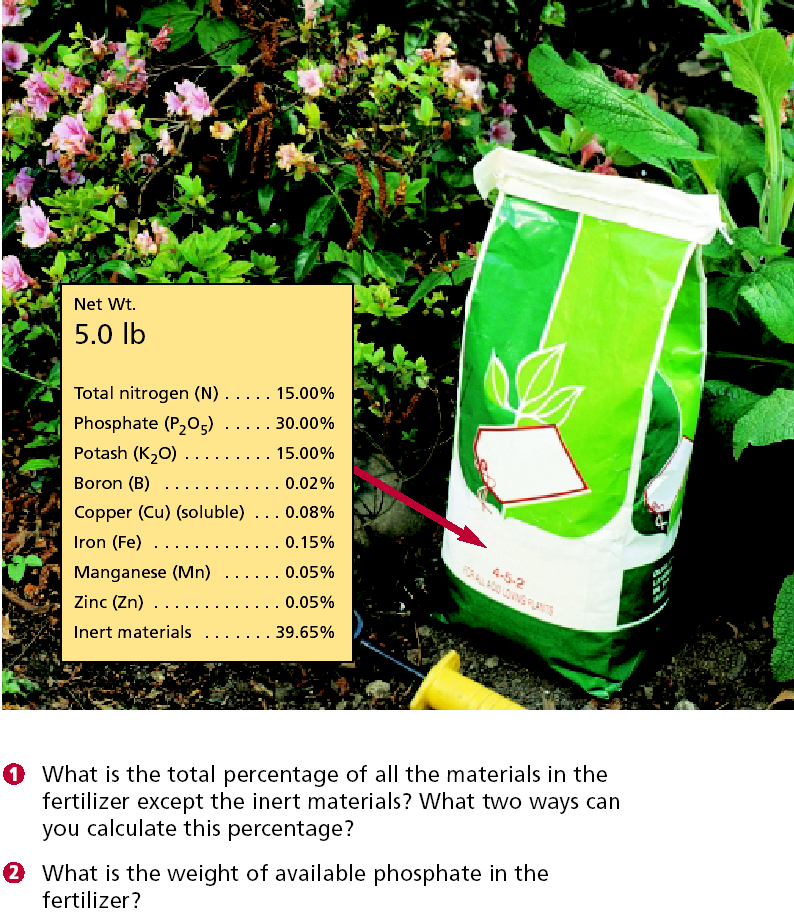 Net Wt.
5.0 lb
Total nitrogen (N) ..... 15.00%
Phosphate (P₂O₅) ..... 30.00%
Potash (K₂O) ......... 15.00%
Boron (B) ............ 0.02%
Copper (Cu) (soluble) ... 0.08%
Iron (Fe) ............. 0.15%
Manganese (Mn) ...... 0.05%
Zinc (Zn) ............. 0.05%
Inert materials ....... 39.65%
4-5-2
FOR ALL ACID LOVING PLANTS
1 What is the total percentage of all the materials in the
fertilizer except the inert materials? What two ways can
you calculate this percentage?
2 What is the weight of available phosphate in the
fertilizer?